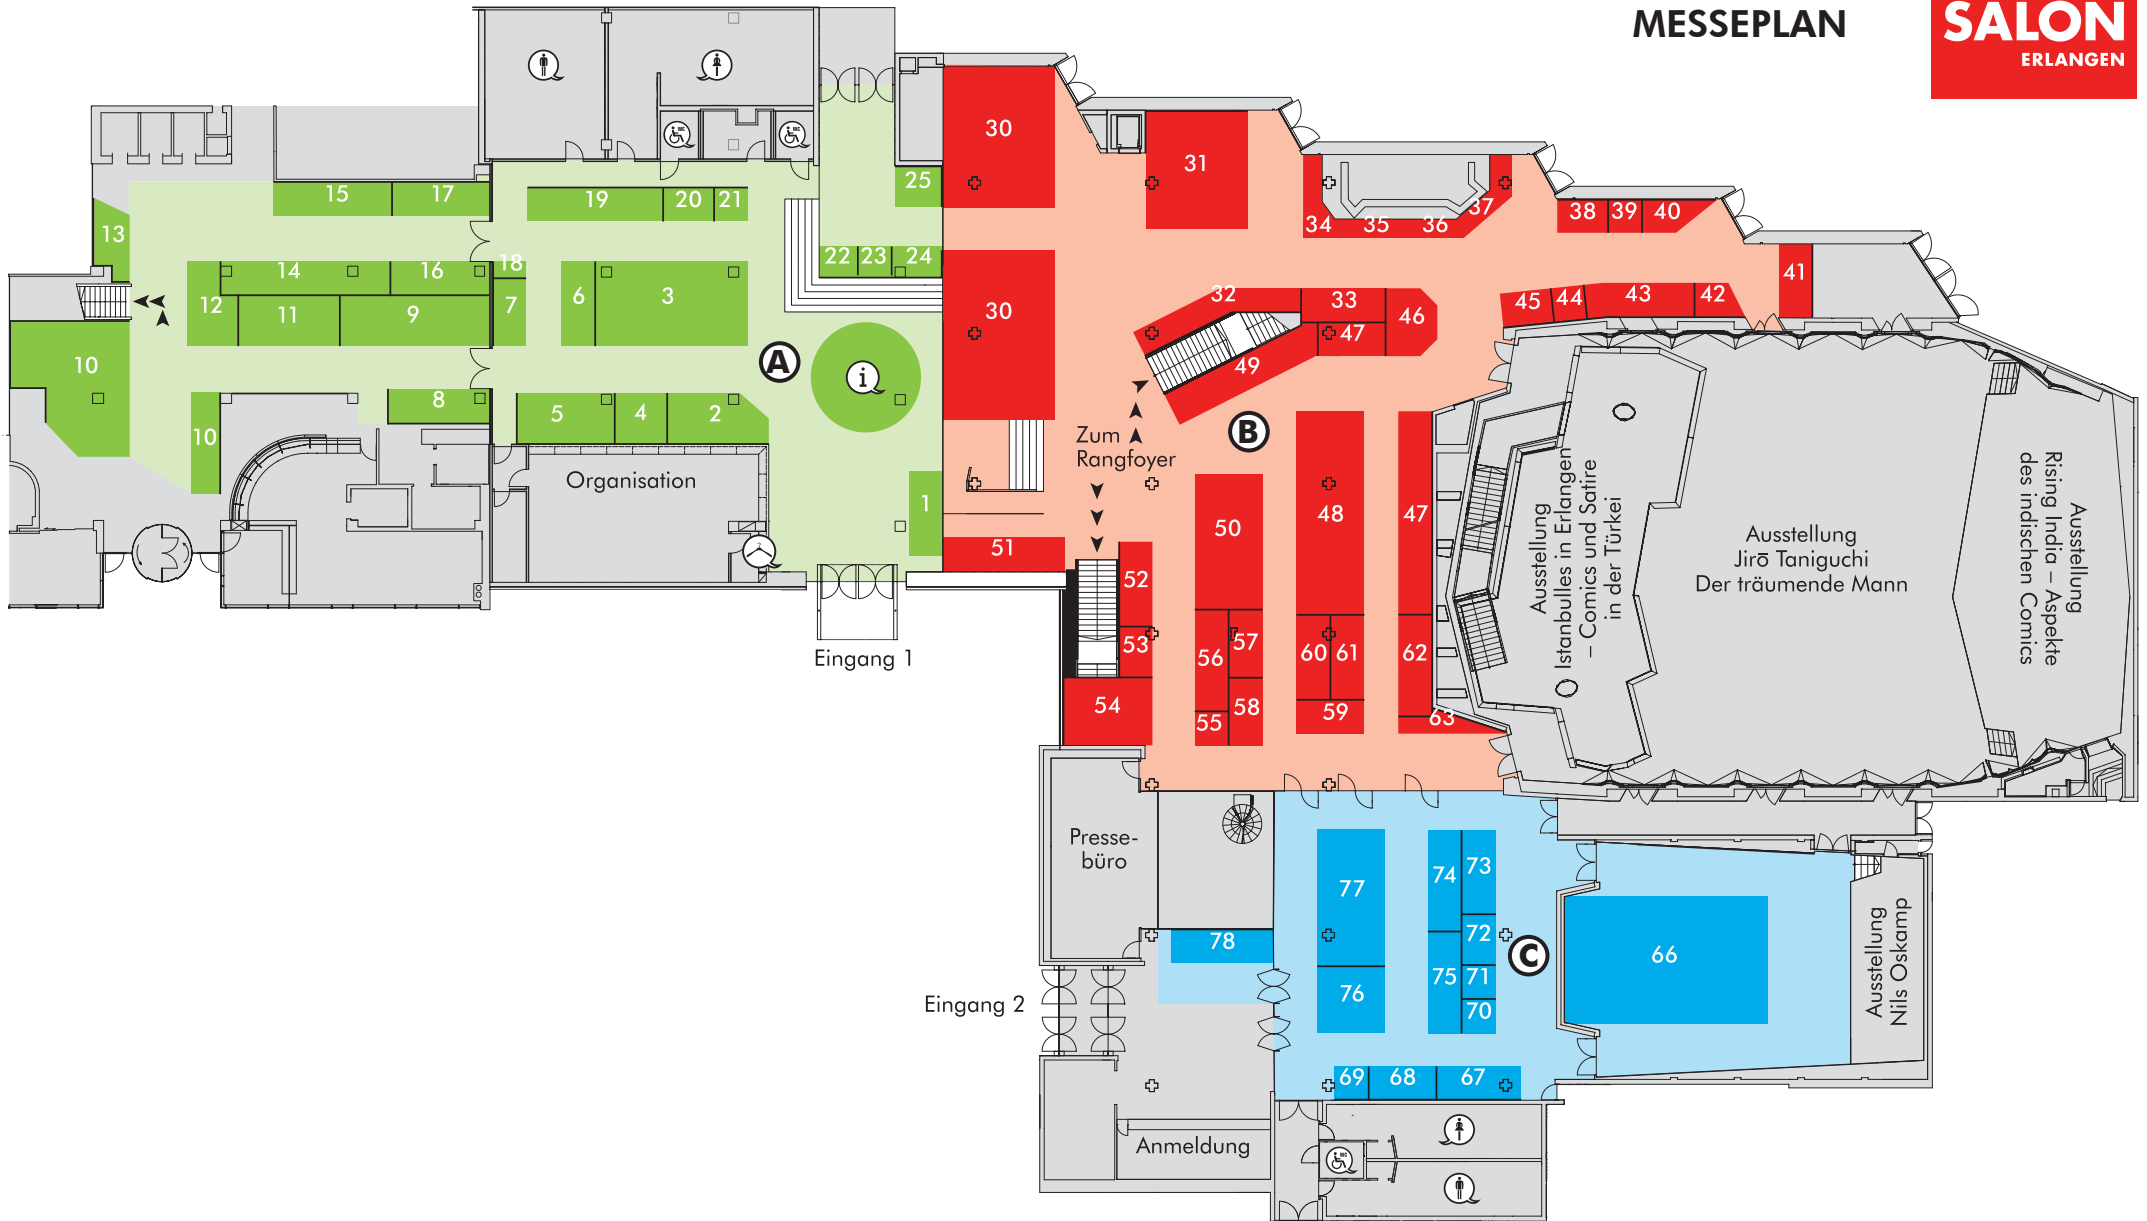 MESSEPLAN
SALON
ERLANGEN
15
17
13
14
16
18
12
11
9
7
10
10
8
19
20
21
6
3
5
4
2
Organisation
25
22
23
24
A
i
1
Eingang 1
30
30
31
34
35
36
37
38
39
40
41
32
33
46
47
49
45
44
43
42
B
Zum
Rangfoyer
51
52
53
54
50
56
57
55
58
48
60
61
59
47
62
63
Ausstellung
Istanbulles in Erlangen
– Comics und Satire
in der Türkei
Ausstellung
Jirō Taniguchi
Der träumende Mann
Ausstellung
Rising India – Aspekte
des indischen Comics
Presse-
büro
77
76
74
73
72
75
71
70
C
78
66
Ausstellung
Nils Oskamp
Eingang 2
69
68
67
Anmeldung
WC
WC
WC